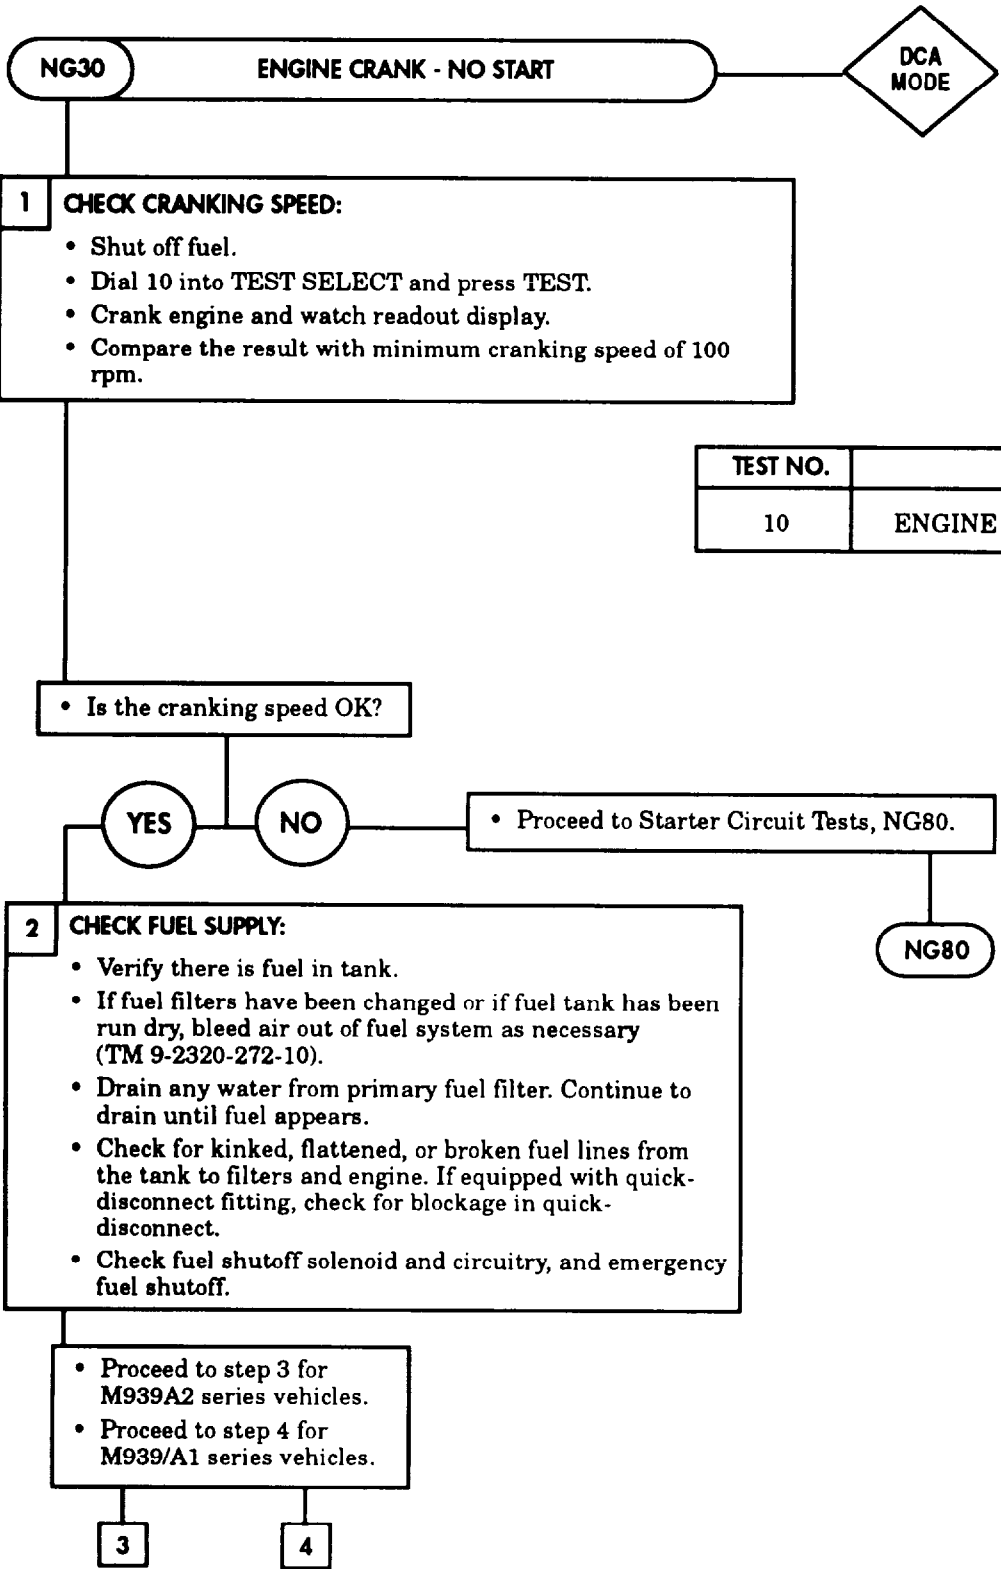 NG30
ENGINE CRANK - NO START
DCA
MODE
1
CHECK CRANKING SPEED:
• Shut off fuel.
• Dial 10 into TEST SELECT and press TEST.
• Crank engine and watch readout display.
• Compare the result with minimum cranking speed of 100
rpm.
TEST NO.
10
ENGINE
• Is the cranking speed OK?
YES
NO
• Proceed to Starter Circuit Tests, NG80.
NG80
2
CHECK FUEL SUPPLY:
• Verify there is fuel in tank.
• If fuel filters have been changed or if fuel tank has been
run dry, bleed air out of fuel system as necessary
(TM 9-2320-272-10).
• Drain any water from primary fuel filter. Continue to
drain until fuel appears.
• Check for kinked, flattened, or broken fuel lines from
the tank to filters and engine. If equipped with quick-
disconnect fitting, check for blockage in quick-
disconnect.
• Check fuel shutoff solenoid and circuitry, and emergency
fuel shutoff.
• Proceed to step 3 for
M939A2 series vehicles.
• Proceed to step 4 for
M939/A1 series vehicles.
3
4